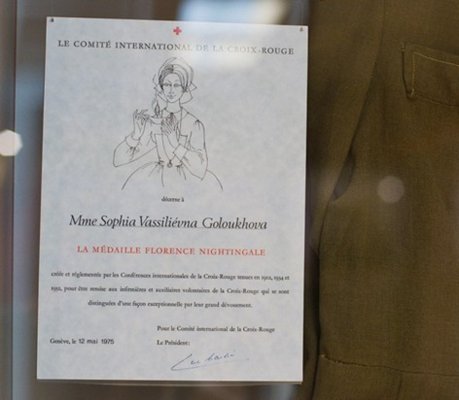 LE COMITÉ INTERNATIONAL DE LA CROIX-ROUGE
décerne à
Mme Sophia Vassiliévna Goloukhova
LA MÉDAILLE FLORENCE NIGHTINGALE
créée et réglementée par les Conférences internationales de la Croix-Rouge tenues en 1912, 1934 et
1952, pour être remise aux infirmières et auxiliaires volontaires de la Croix-Rouge qui se sont
distinguées d'une façon exceptionnelle par leur grand dévouement.
Pour le Comité international de la Croix-Rouge
Genève, le 12 mai 1975
Le Président: